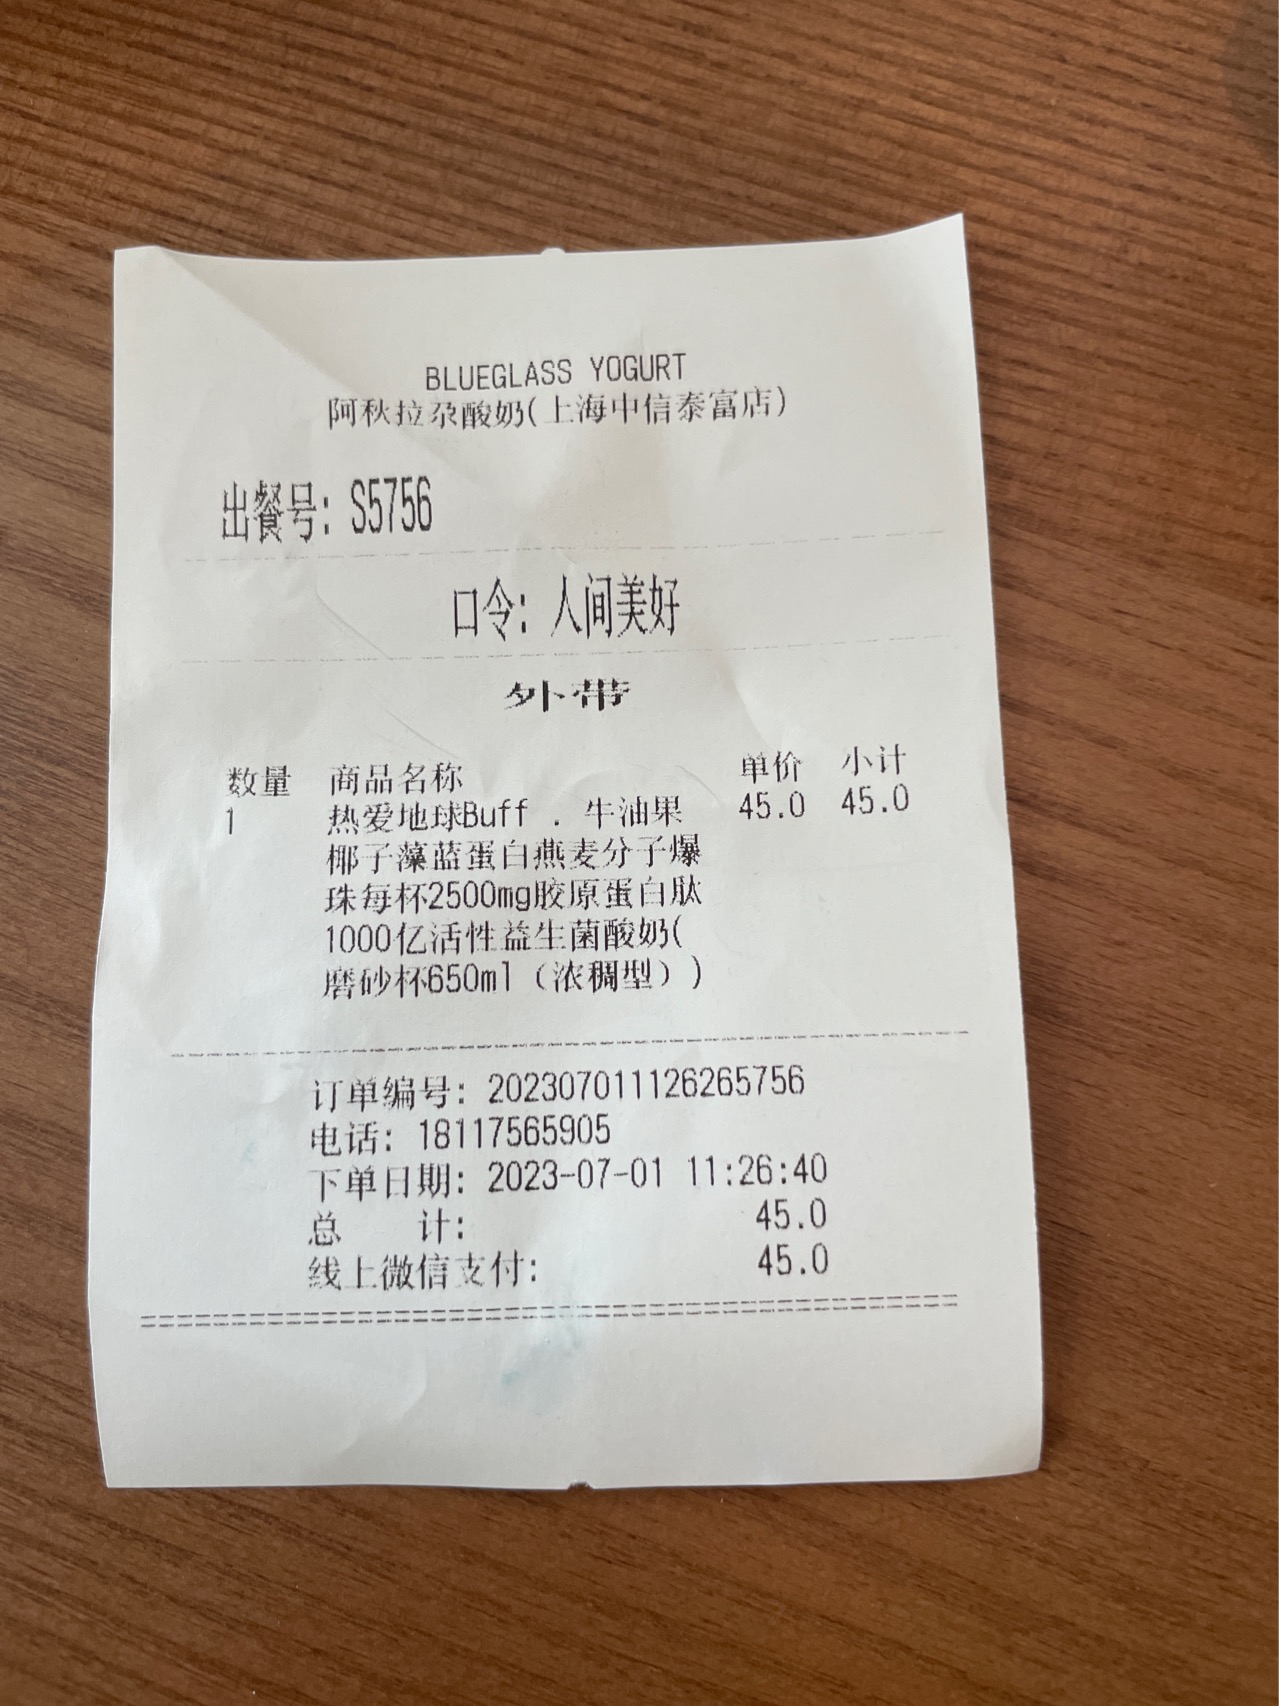 BLUEGLASS YOGURT
阿秋拉尕酸奶(上海中信泰富店)
出餐号: S5756
口令: 人间美好
外带
数量 商品名称 单价 小计
1 热爱地球Buff . 牛油果 45.0 45.0
椰子藻蓝蛋白燕麦分子爆
珠每杯2500mg胶原蛋白肽
1000亿活性益生菌酸奶(
磨砂杯650ml（浓稠型）)
订单编号: 202307011126265756
电话: 18117565905
下单日期: 2023-07-01 11:26:40
总 计: 45.0
线上微信支付: 45.0